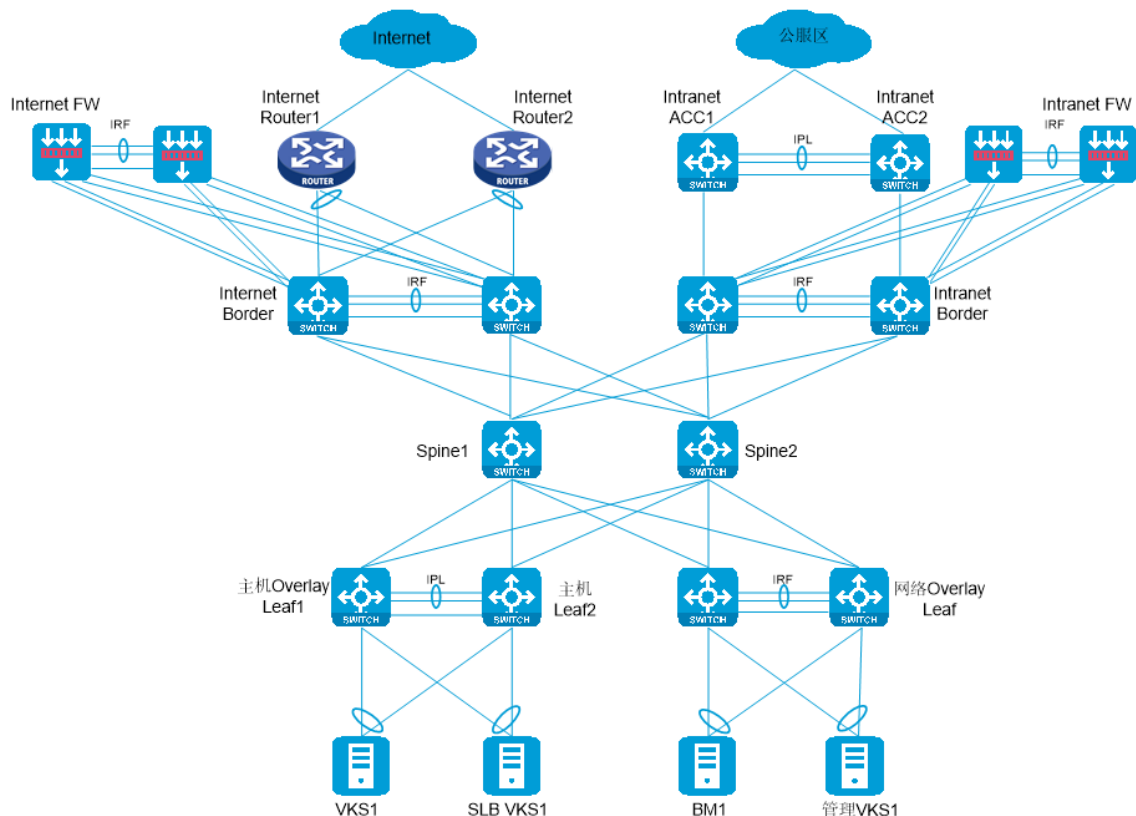 Internet
公服区
Internet FW
IRF
Internet
Router1
Internet
Router2
Intranet
ACC1
IPL
Intranet
ACC2
Intranet FW
IRF
ROUTER
ROUTER
SWITCH
SWITCH
Internet
Border
IRF
SWITCH
SWITCH
IRF
SWITCH
SWITCH
Intranet
Border
Spine1
SWITCH
SWITCH
Spine2
主机Overlay
Leaf1
SWITCH
IPL
SWITCH
主机
Leaf2
SWITCH
IRF
SWITCH
网络Overlay
Leaf
VKS1
SLB VKS1
BM1
管理VKS1